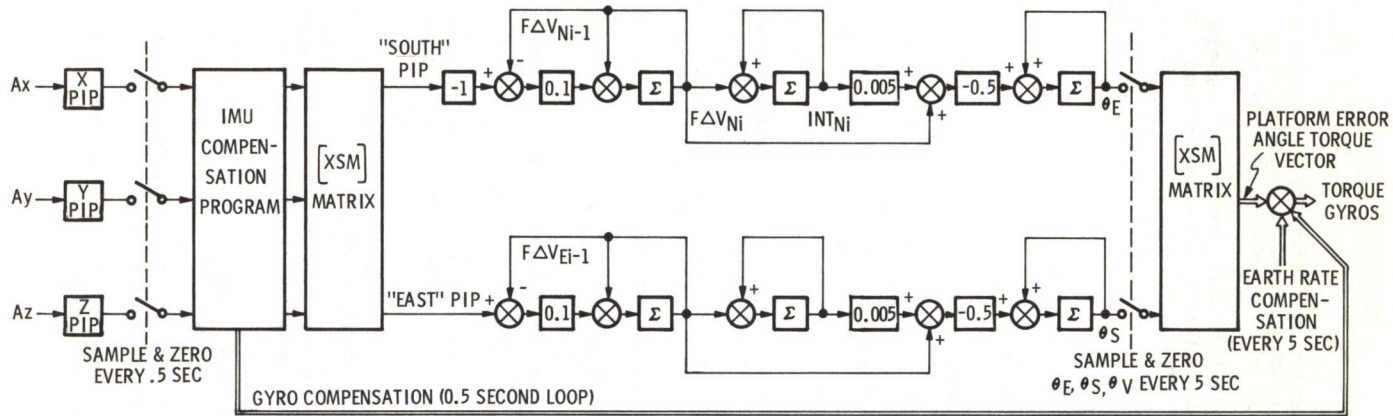 Ax
X
PIP
Ay
Y
PIP
Az
Z
PIP
SAMPLE & ZERO
EVERY .5 SEC
IMU
COMPEN-
SATION
PROGRAM
[XSM]
MATRIX
"SOUTH"
PIP
-1
+
-
FΔV_Ni-1
0.1
Σ
FΔV_Ni
+
Σ
INT_Ni
0.005
+
+
-0.5
+
+
Σ
θ_E
"EAST" PIP
+
-
FΔV_Ei-1
0.1
Σ
+
Σ
0.005
+
+
-0.5
+
+
Σ
θ_S
SAMPLE & ZERO
θ_E, θ_S, θ_V EVERY 5 SEC
[XSM]
MATRIX
PLATFORM ERROR
ANGLE TORQUE
VECTOR
TORQUE
GYROS
EARTH RATE
COMPEN-
SATION
(EVERY 5 SEC)
GYRO COMPENSATION (0.5 SECOND LOOP)